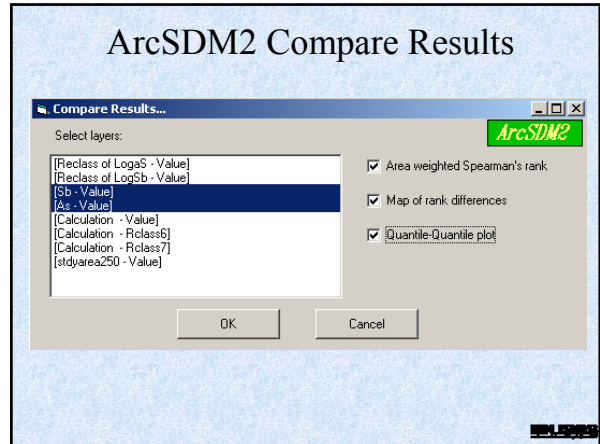 ArcSDM2 Compare Results
Compare Results...
ArcSDM2
Select layers:
[Reclass of LogaS - Value]
[Reclass of LogSb - Value]
[Sb - Value]
[As - Value]
[Calculation  - Value]
[Calculation  - Rclass6]
[Calculation  - Rclass7]
[stdyarea250 - Value]
Area weighted Spearman's rank
Map of rank differences
Quantile-Quantile plot
OK
Cancel